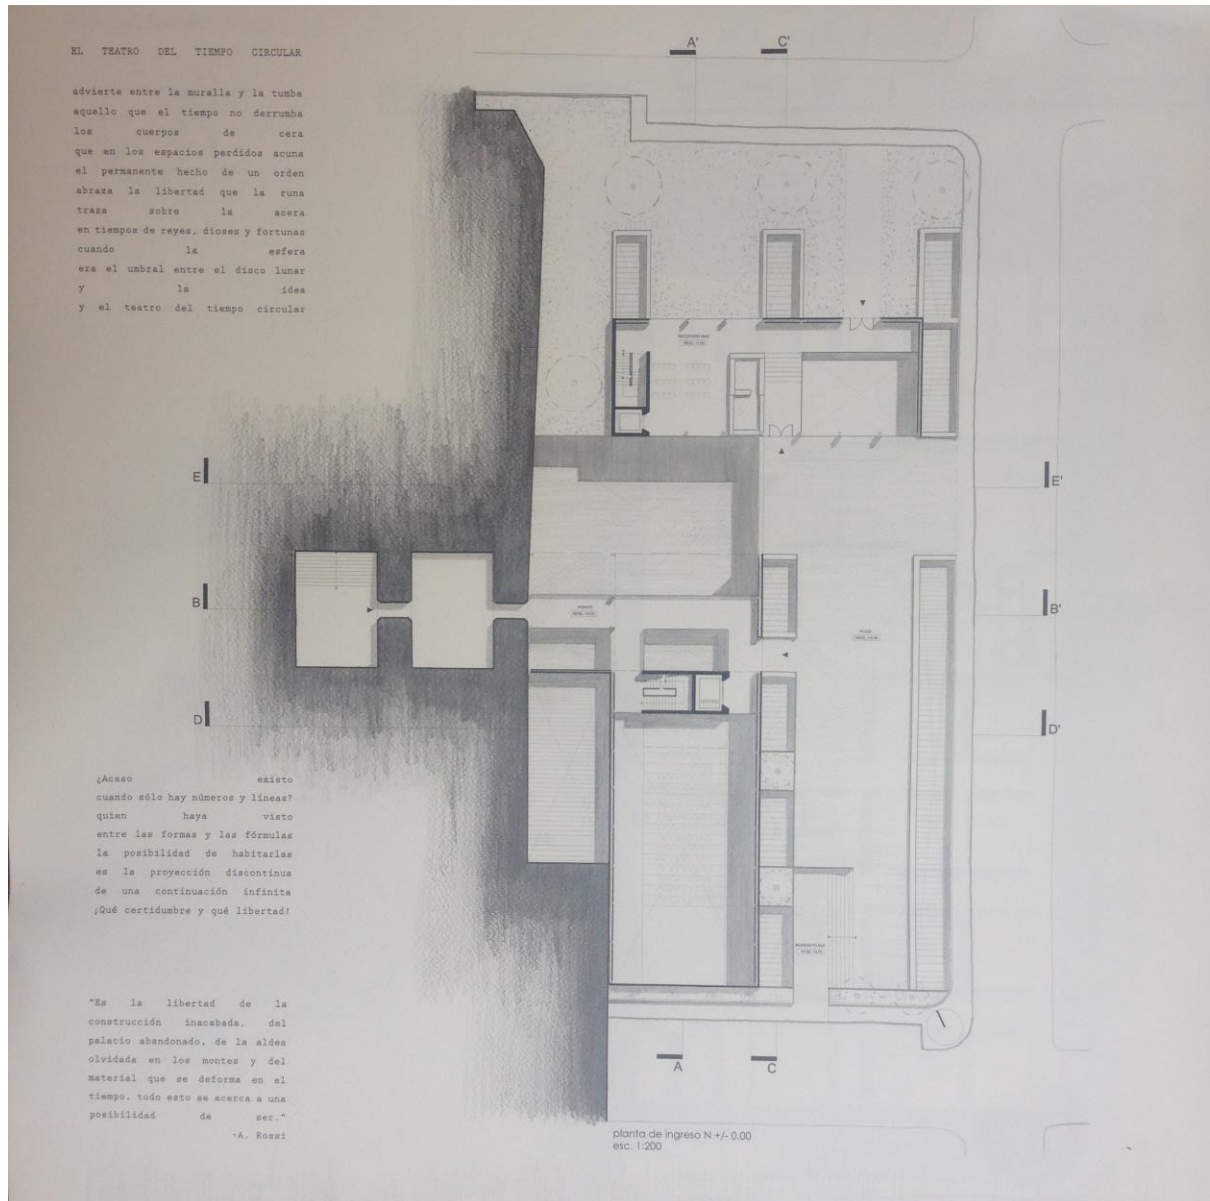 EL TEATRO DEL TIEMPO CIRCULAR
advierte entre la muralla y la tumba
aquello que el tiempo no derrumba
los cuerpos de cera
que en los espacios perdidos acuna
el permanente hecho de un orden
abraza la libertad que la runa
traza sobre la acera
en tiempos de reyes, dioses y fortunas
cuando la esfera
era el umbral entre el disco lunar
y la idea
y el teatro del tiempo circular
¿Acaso existo
cuando sólo hay números y líneas?
quien haya visto
entre las formas y las fórmulas
la posibilidad de habitarlas
es la proyección discontinua
de una continuación infinita
¡Qué certidumbre y qué libertad!
"Es la libertad de la
construcción inacabada, del
palacio abandonado, de la aldea
olvidada en los montes y del
material que se deforma en el
tiempo, todo esto se acerca a una
posibilidad de ser."
-A. Rossi
A'
C'
E
E'
B
B'
D
D'
PLAZA
INGRESO PLAZA
A
C
planta de ingreso N +/- 0.00
esc. 1:200